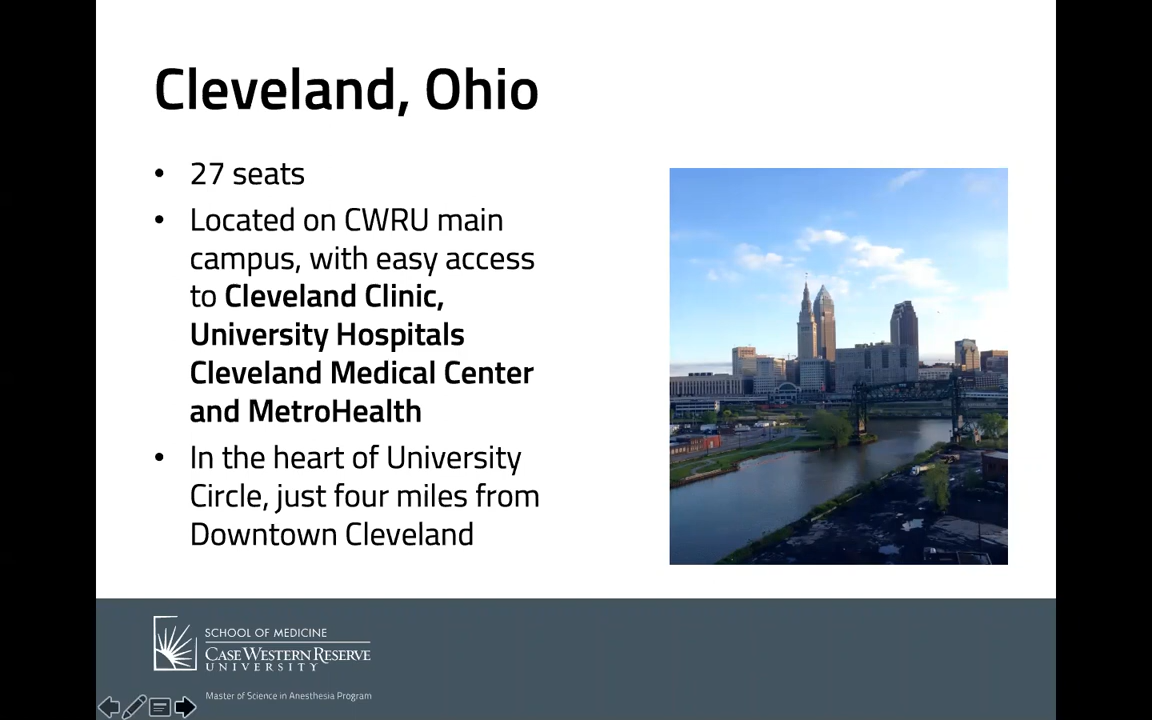 Cleveland, Ohio
• 27 seats
• Located on CWRU main
campus, with easy access
to Cleveland Clinic,
University Hospitals
Cleveland Medical Center
and MetroHealth
• In the heart of University
Circle, just four miles from
Downtown Cleveland
SCHOOL OF MEDICINE
CASE WESTERN RESERVE
UNIVERSITY
Master of Science in Anesthesia Program